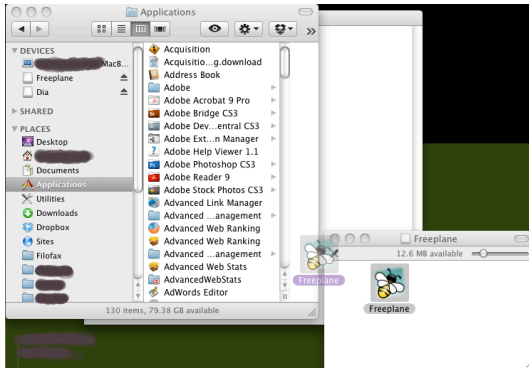 Applications
DEVICES
MacB...
Freeplane
Dia
SHARED
PLACES
Desktop
Documents
Applications
Utilities
Downloads
Dropbox
Sites
Filofax
Acquisition
Acquisitio...g.download
Address Book
Adobe
Adobe Acrobat 9 Pro
Adobe Bridge CS3
Adobe Dev...entral CS3
Adobe Ext...n Manager
Adobe Help Viewer 1.1
Adobe Photoshop CS3
Adobe Reader 9
Adobe Stock Photos CS3
Advanced Link Manager
Advanced ...anagement
Advanced Web Ranking
Advanced Web Ranking
Advanced ...anagement
Advanced Web Stats
AdvancedWebStats
AdWords Editor
130 items, 79.38 GB available
Freeplane
12.6 MB available
Freeplane
Freeplane